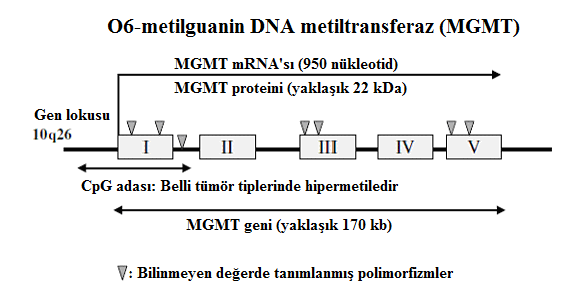 O6-metilguanin DNA metiltransferaz (MGMT)
MGMT mRNA'sı (950 nükleotid)
MGMT proteini (yaklaşık 22 kDa)
Gen lokusu
10q26
I II III IV V
CpG adası: Belli tümör tiplerinde hipermetiledir
MGMT geni (yaklaşık 170 kb)
: Bilinmeyen değerde tanımlanmış polimorfizmler